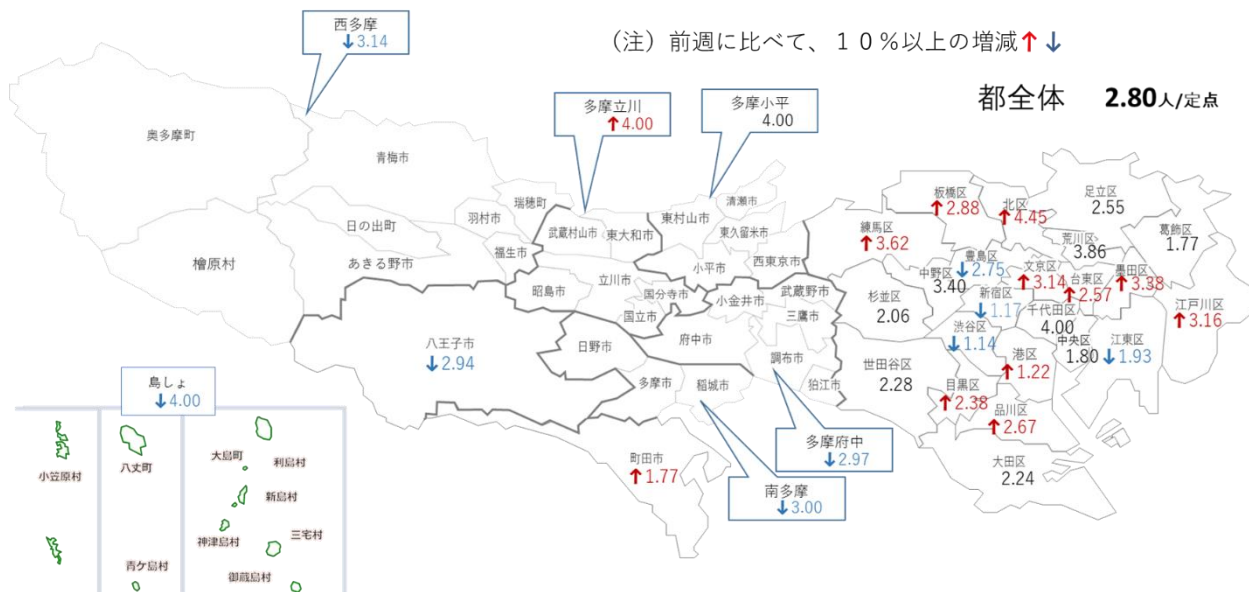 西多摩
↓3.14
(注)前週に比べて、10%以上の増減↑↓
都全体 2.80人/定点
多摩立川
↑4.00
多摩小平
4.00
奥多摩町
青梅市
日の出町
檜原村
あきる野市
瑞穂町
羽村市
福生市
武蔵村山市
東大和市
東村山市
清瀬市
東久留米市
小平市
西東京市
昭島市
立川市
国分寺市
国立市
小金井市
武蔵野市
三鷹市
府中市
調布市
狛江市
八王子市
↓2.94
日野市
多摩市
稲城市
町田市
↑1.77
多摩府中
↓2.97
南多摩
↓3.00
練馬区
↑3.62
板橋区
↑2.88
北区
↑4.45
足立区
2.55
葛飾区
1.77
荒川区
3.86
豊島区
↓2.75
中野区
3.40
文京区
↑3.14
台東区
↑2.57
墨田区
↑3.38
江戸川区
↑3.16
杉並区
2.06
新宿区
↓1.17
千代田区
4.00
渋谷区
↓1.14
中央区
1.80
江東区
↓1.93
港区
↑1.22
世田谷区
2.28
目黒区
↑2.38
品川区
↑2.67
大田区
2.24
島しょ
↓4.00
小笠原村
八丈町
青ケ島村
大島町
利島村
新島村
神津島村
三宅村
御蔵島村